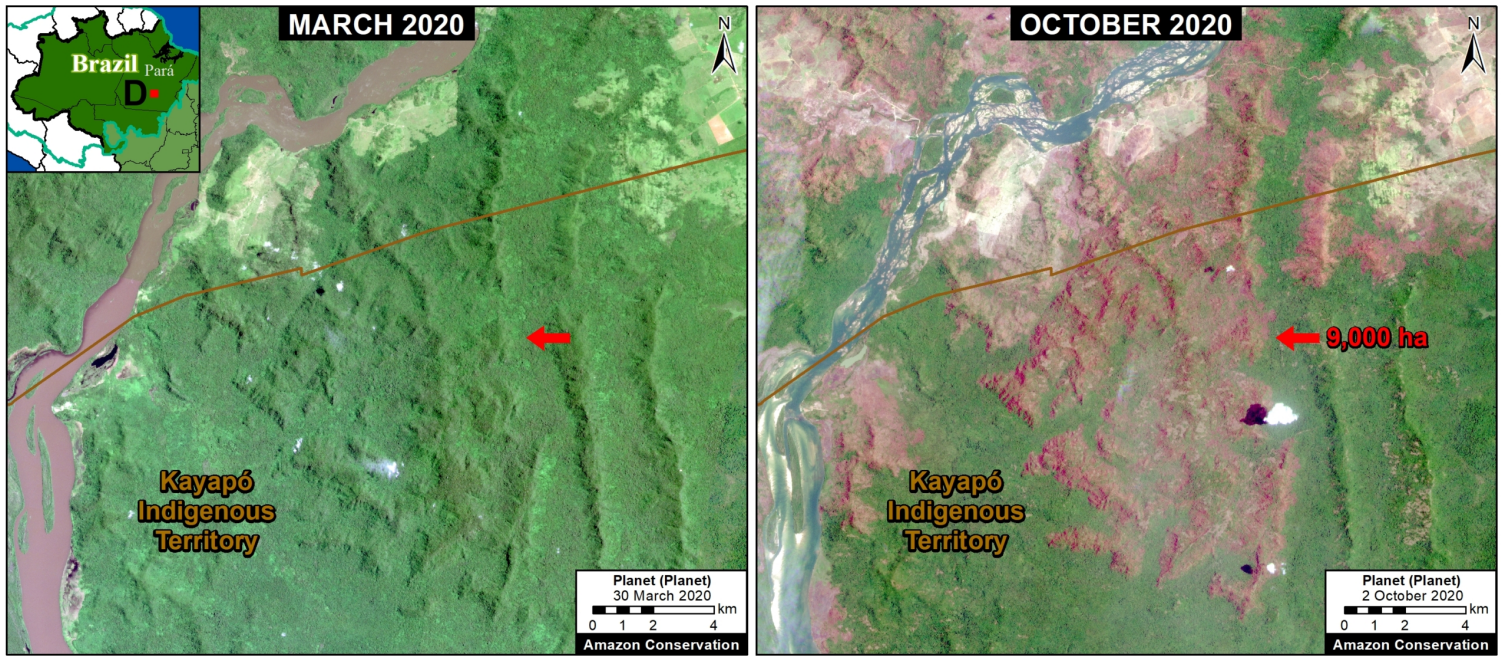 MARCH 2020
N
Brazil
Pará
D
Kayapó
Indigenous
Territory
Planet (Planet)
30 March 2020
km
0 1 2 4
Amazon Conservation
OCTOBER 2020
N
9,000 ha
Kayapó
Indigenous
Territory
Planet (Planet)
2 October 2020
km
0 1 2 4
Amazon Conservation